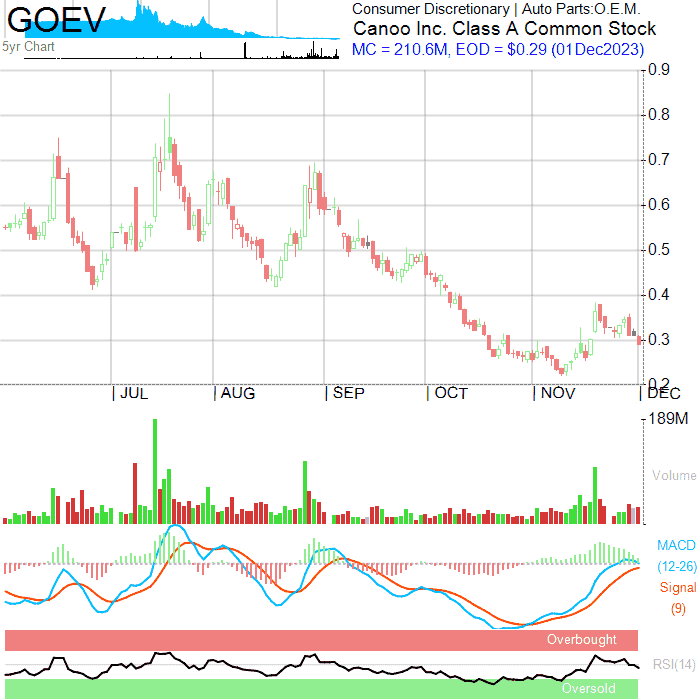 GOEV
5yr Chart
Consumer Discretionary | Auto Parts:O.E.M.
Canoo Inc. Class A Common Stock
MC = 210.6M, EOD = $0.29 (01Dec2023)
0.9
0.8
0.7
0.6
0.5
0.4
0.3
0.2
JUL AUG SEP OCT NOV DEC
189M
Volume
MACD
(12-26)
Signal
(9)
Overbought
RSI(14)
Oversold